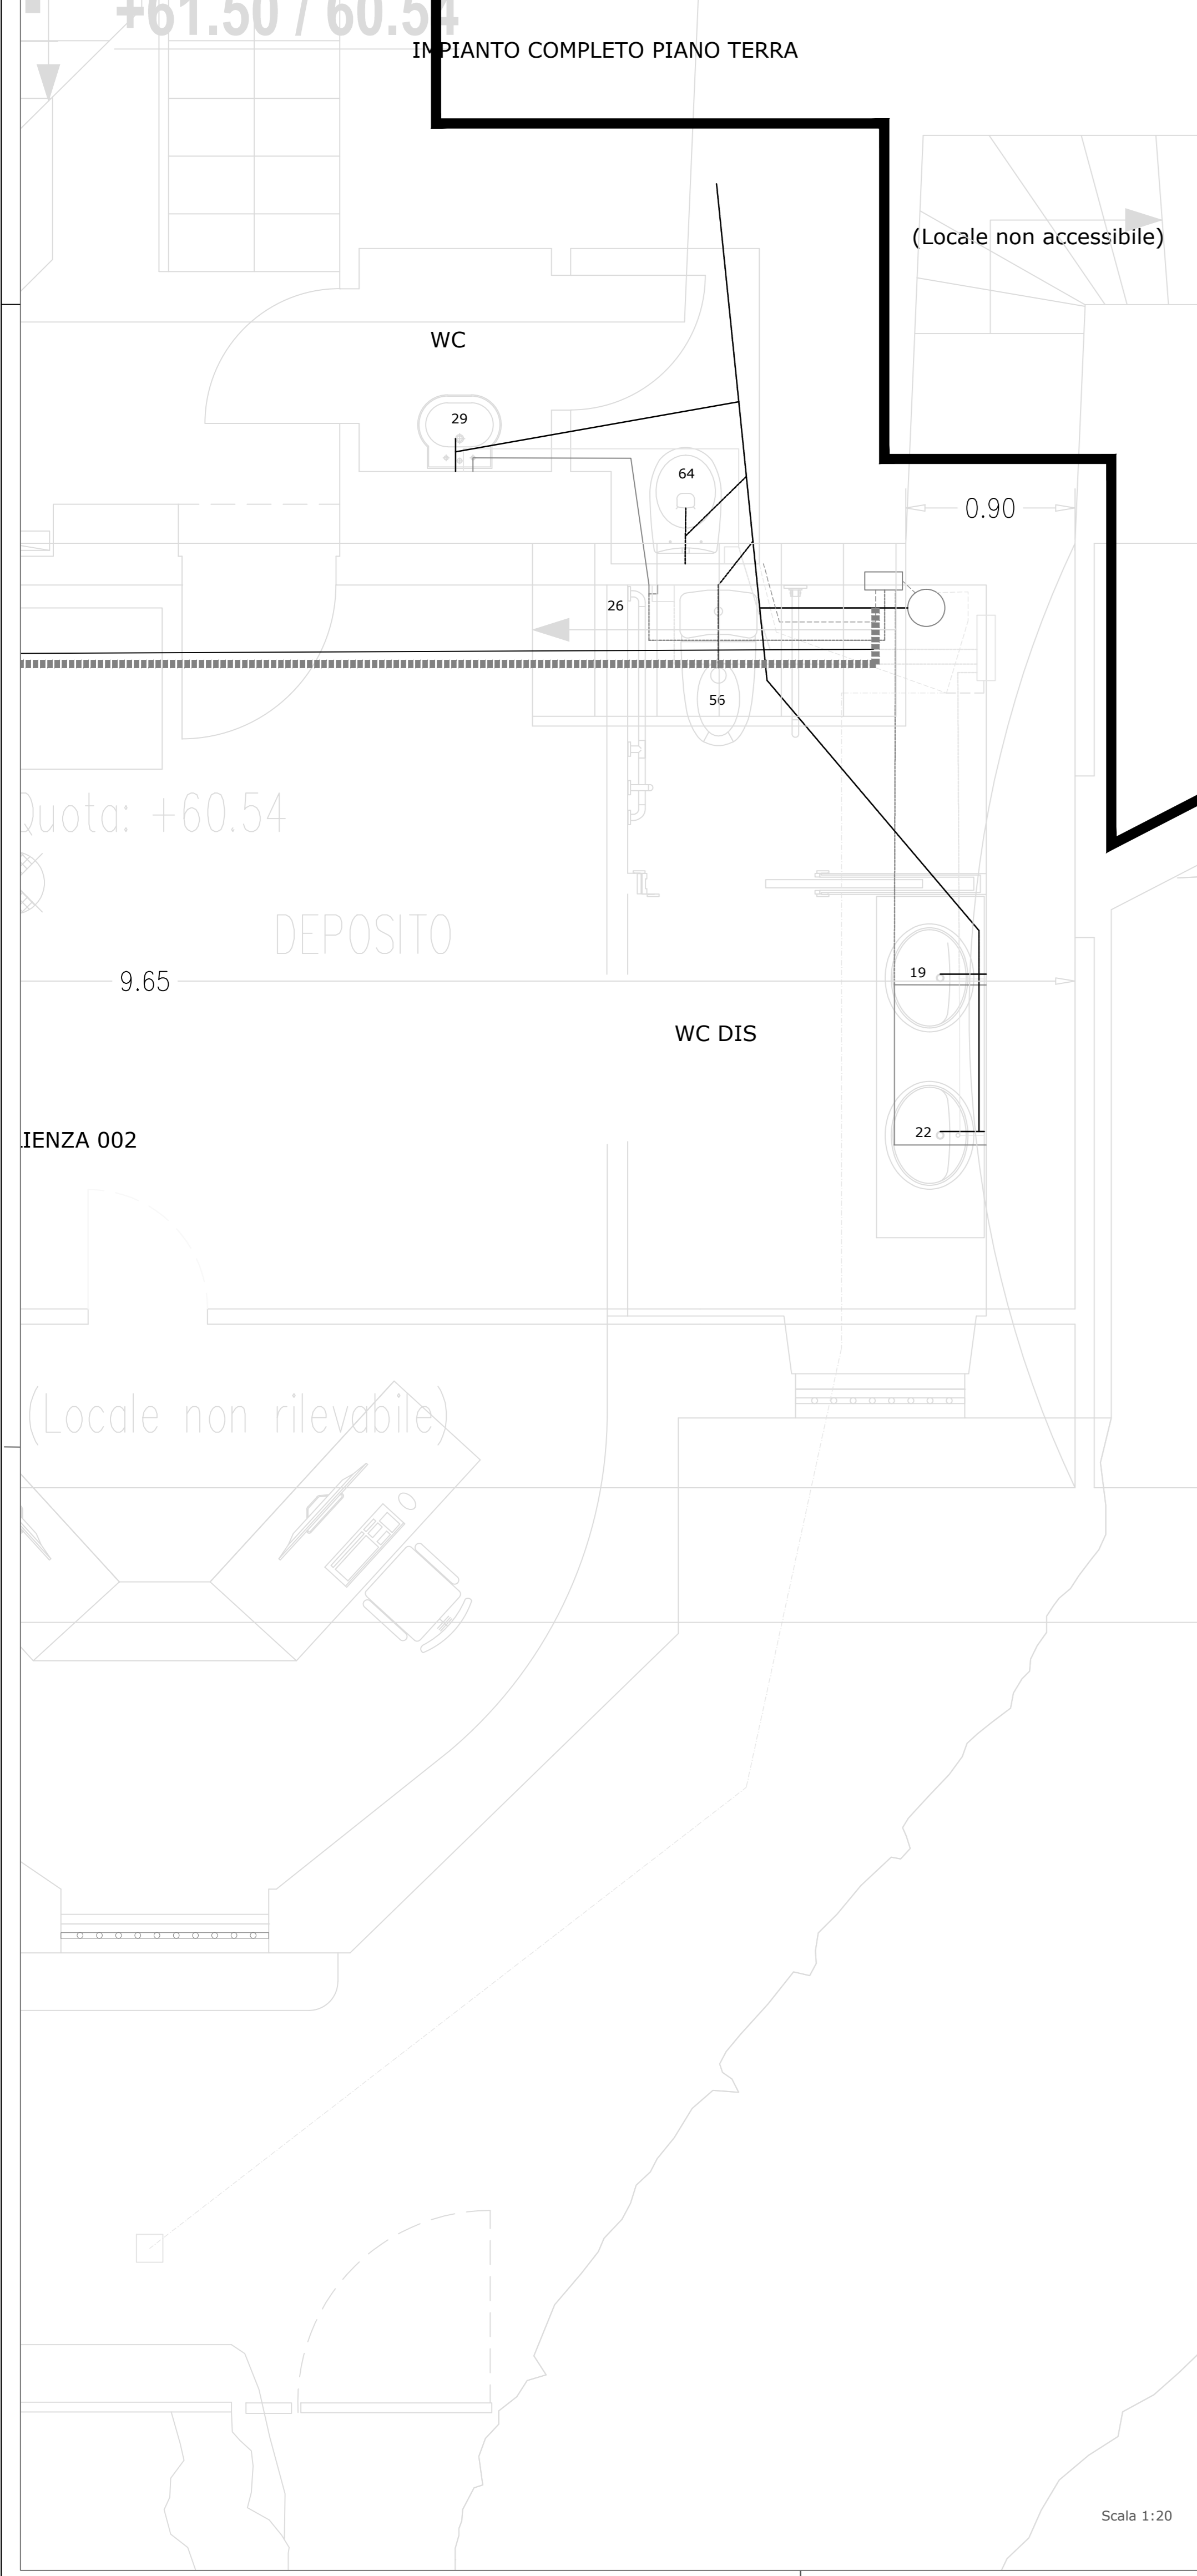 +61.50 / 60.54
IMPIANTO COMPLETO PIANO TERRA
(Locale non accessibile)
WC
29
64
0.90
26
56
Quota: +60.54
DEPOSITO
19
9.65
WC DIS
22
IENZA 002
(Locale non rilevabile)
Scala 1:20